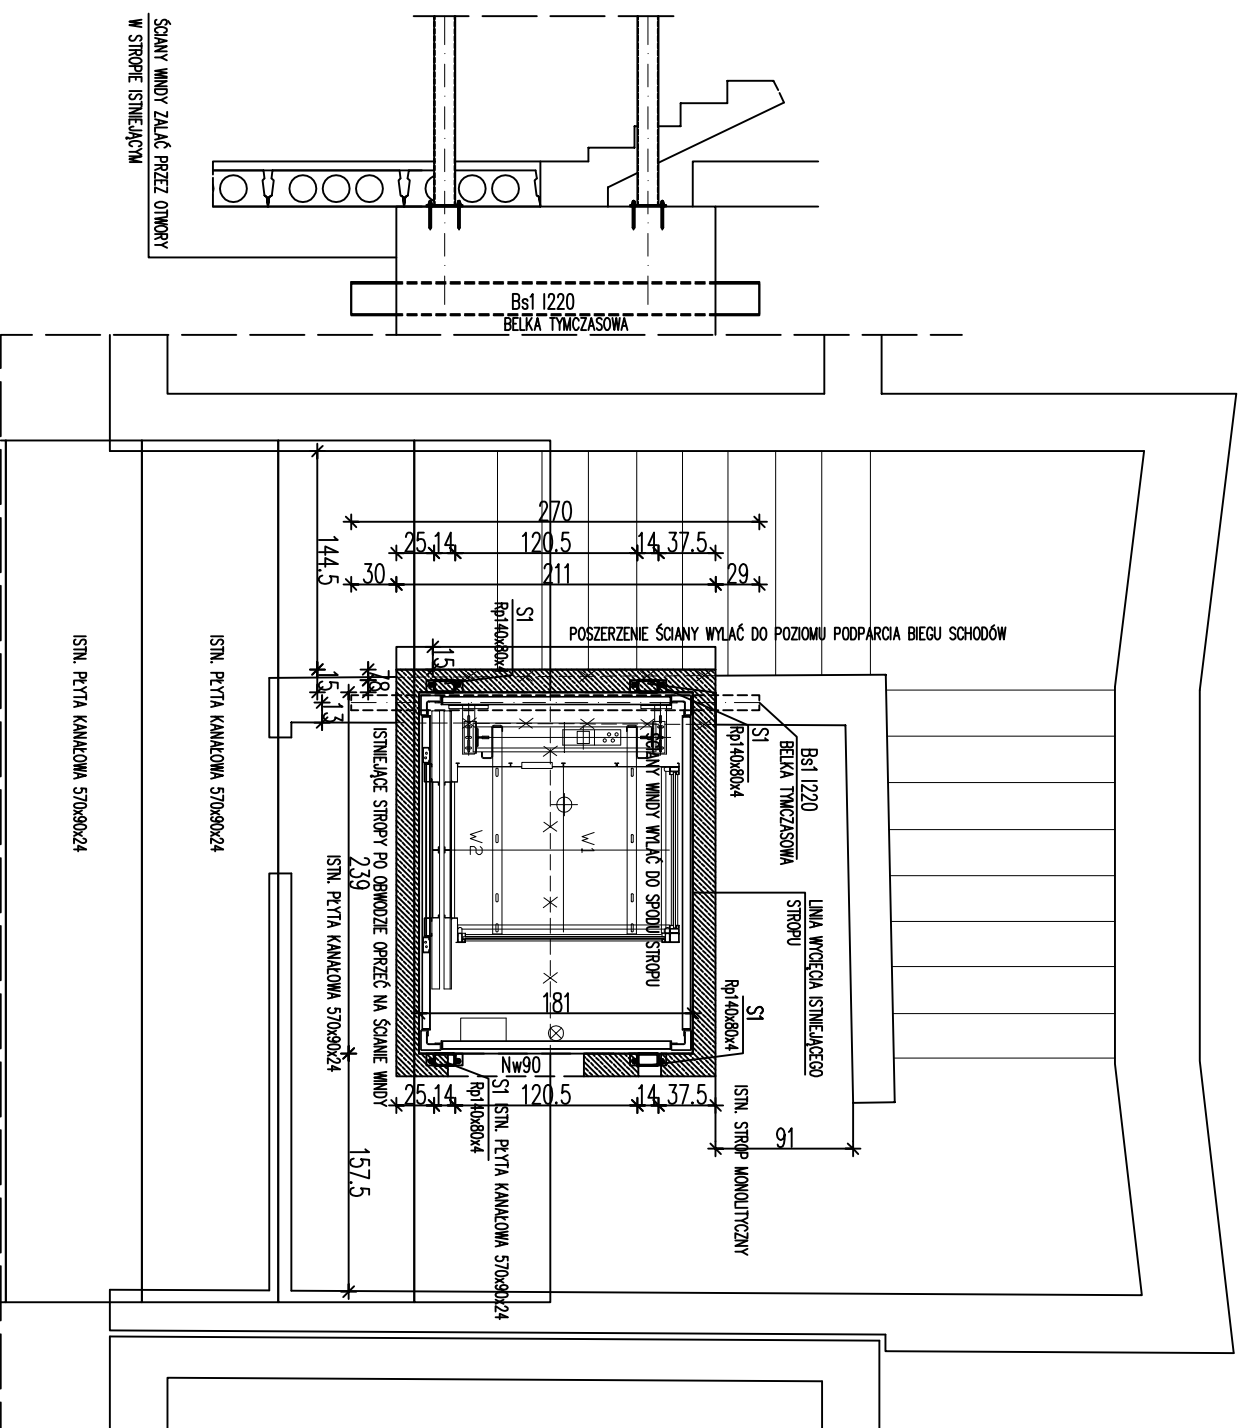 ŚCIANY WINDY ZALAĆ PRZEZ OTWORY
W STROPIE ISTNIEJĄCYM
Bs1 I220
BELKA TYMCZASOWA
270
25 14 120.5 14 37.5
30 211 29
144.5
S1
Rp140x80x4
POSZERZENIE ŚCIANY WYLAĆ DO POZIOMU PODPARCIA BIEGU SCHODÓW
15
7.8
15
13
S1
Rp140x80x4
Bs1 I220
BELKA TYMCZASOWA
ISTN. PŁYTA KANAŁOWA 570x90x24
ISTN. PŁYTA KANAŁOWA 570x90x24
ISTNIEJĄCE STROPY PO OBWODZIE OPRZEĆ NA ŚCIANIE WINDY
239
ISTN. PŁYTA KANAŁOWA 570x90x24
ŚCIANY WINDY WYLAĆ DO SPODU STROPU
W1
W2
LINIA WYCIĘCIA ISTNIEJĄCEGO
STROPU
181
S1
Rp140x80x4
Nw90
25 14 120.5 14 37.5
S1
Rp140x80x4
ISTN. PŁYTA KANAŁOWA 570x90x24
ISTN. STROP MONOLITYCZNY
91
157.5